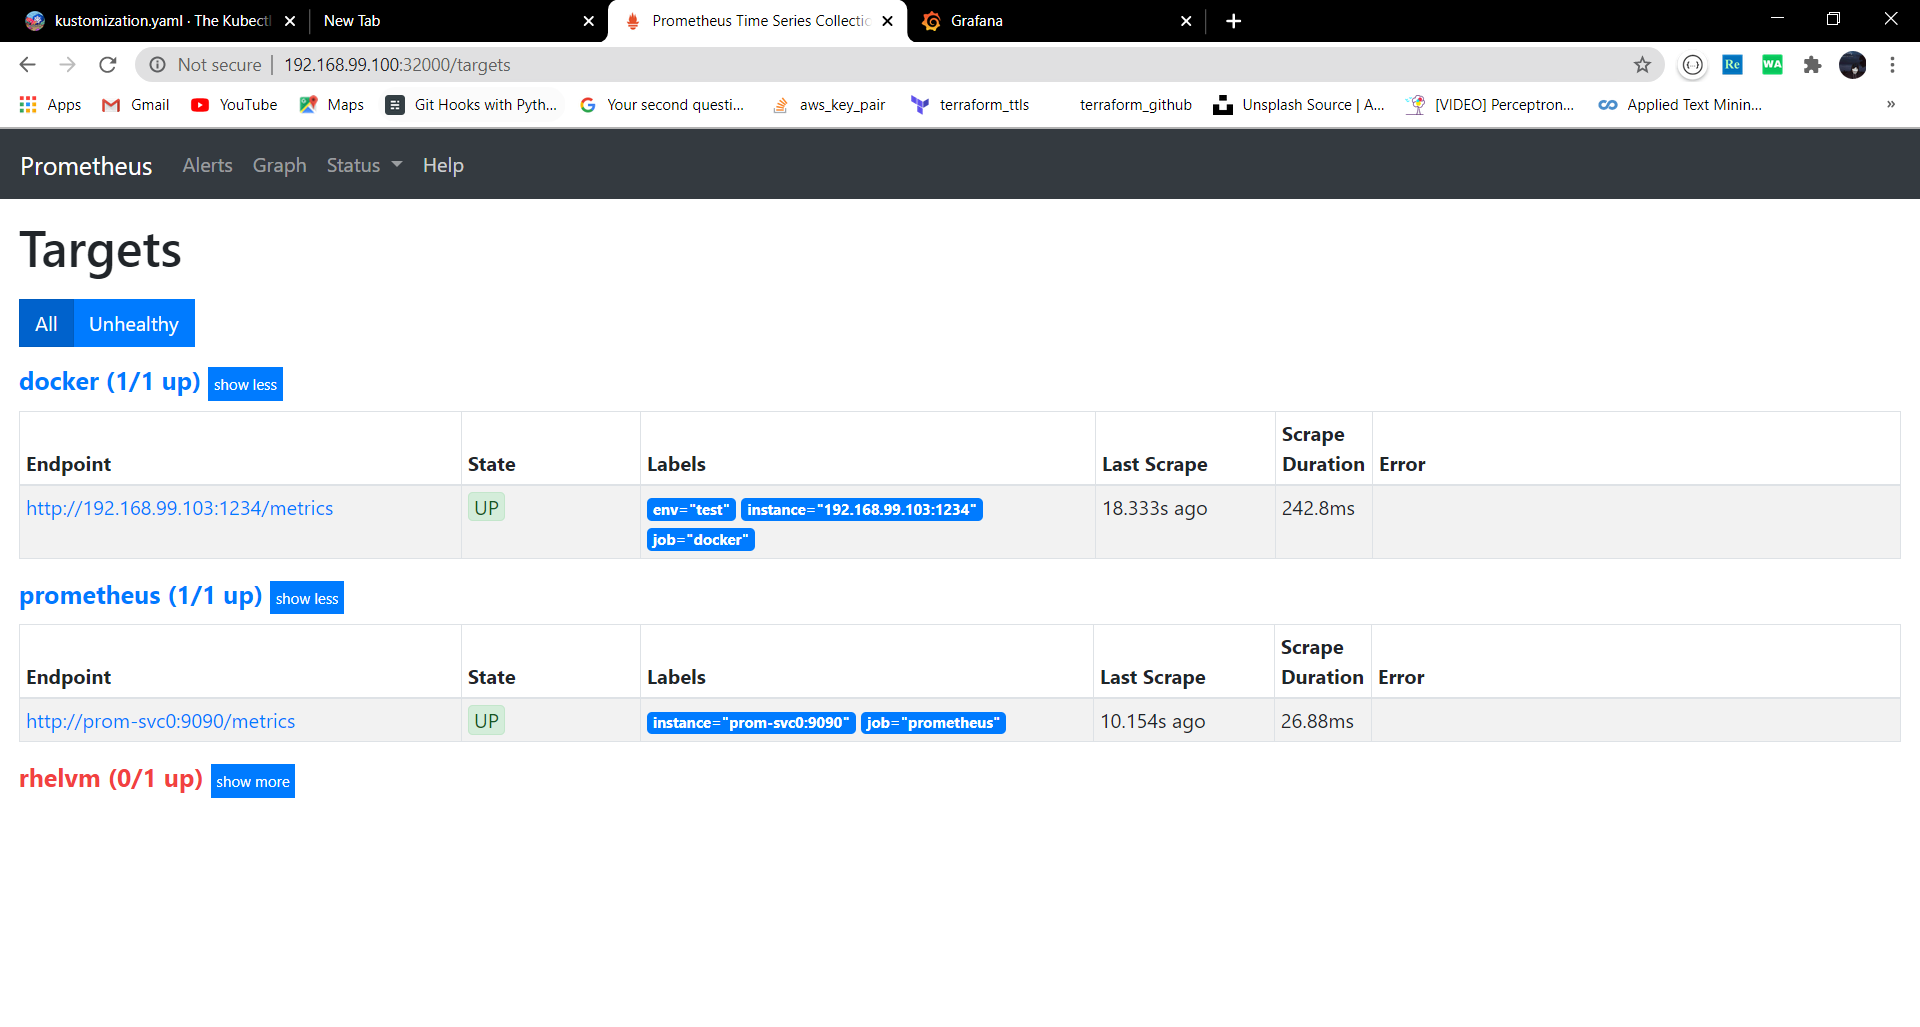 kustomization.yaml · The Kubect
New Tab
Prometheus Time Series Collectic
Grafana
Not secure | 192.168.99.100:32000/targets
Re
WA
Apps
Gmail
YouTube
Maps
Git Hooks with Pyth...
Your second questi...
aws_key_pair
terraform_ttls
terraform_github
Unsplash Source | A...
[VIDEO] Perceptron...
Applied Text Minin...
»
Prometheus
Alerts
Graph
Status
Help
Targets
All
Unhealthy
docker (1/1 up) show less
Endpoint State Labels Last Scrape Scrape Duration Error
http://192.168.99.103:1234/metrics UP env="test" instance="192.168.99.103:1234" 18.333s ago 242.8ms
job="docker"
prometheus (1/1 up) show less
Endpoint State Labels Last Scrape Scrape Duration Error
http://prom-svc0:9090/metrics UP instance="prom-svc0:9090" job="prometheus" 10.154s ago 26.88ms
rhelvm (0/1 up) show more